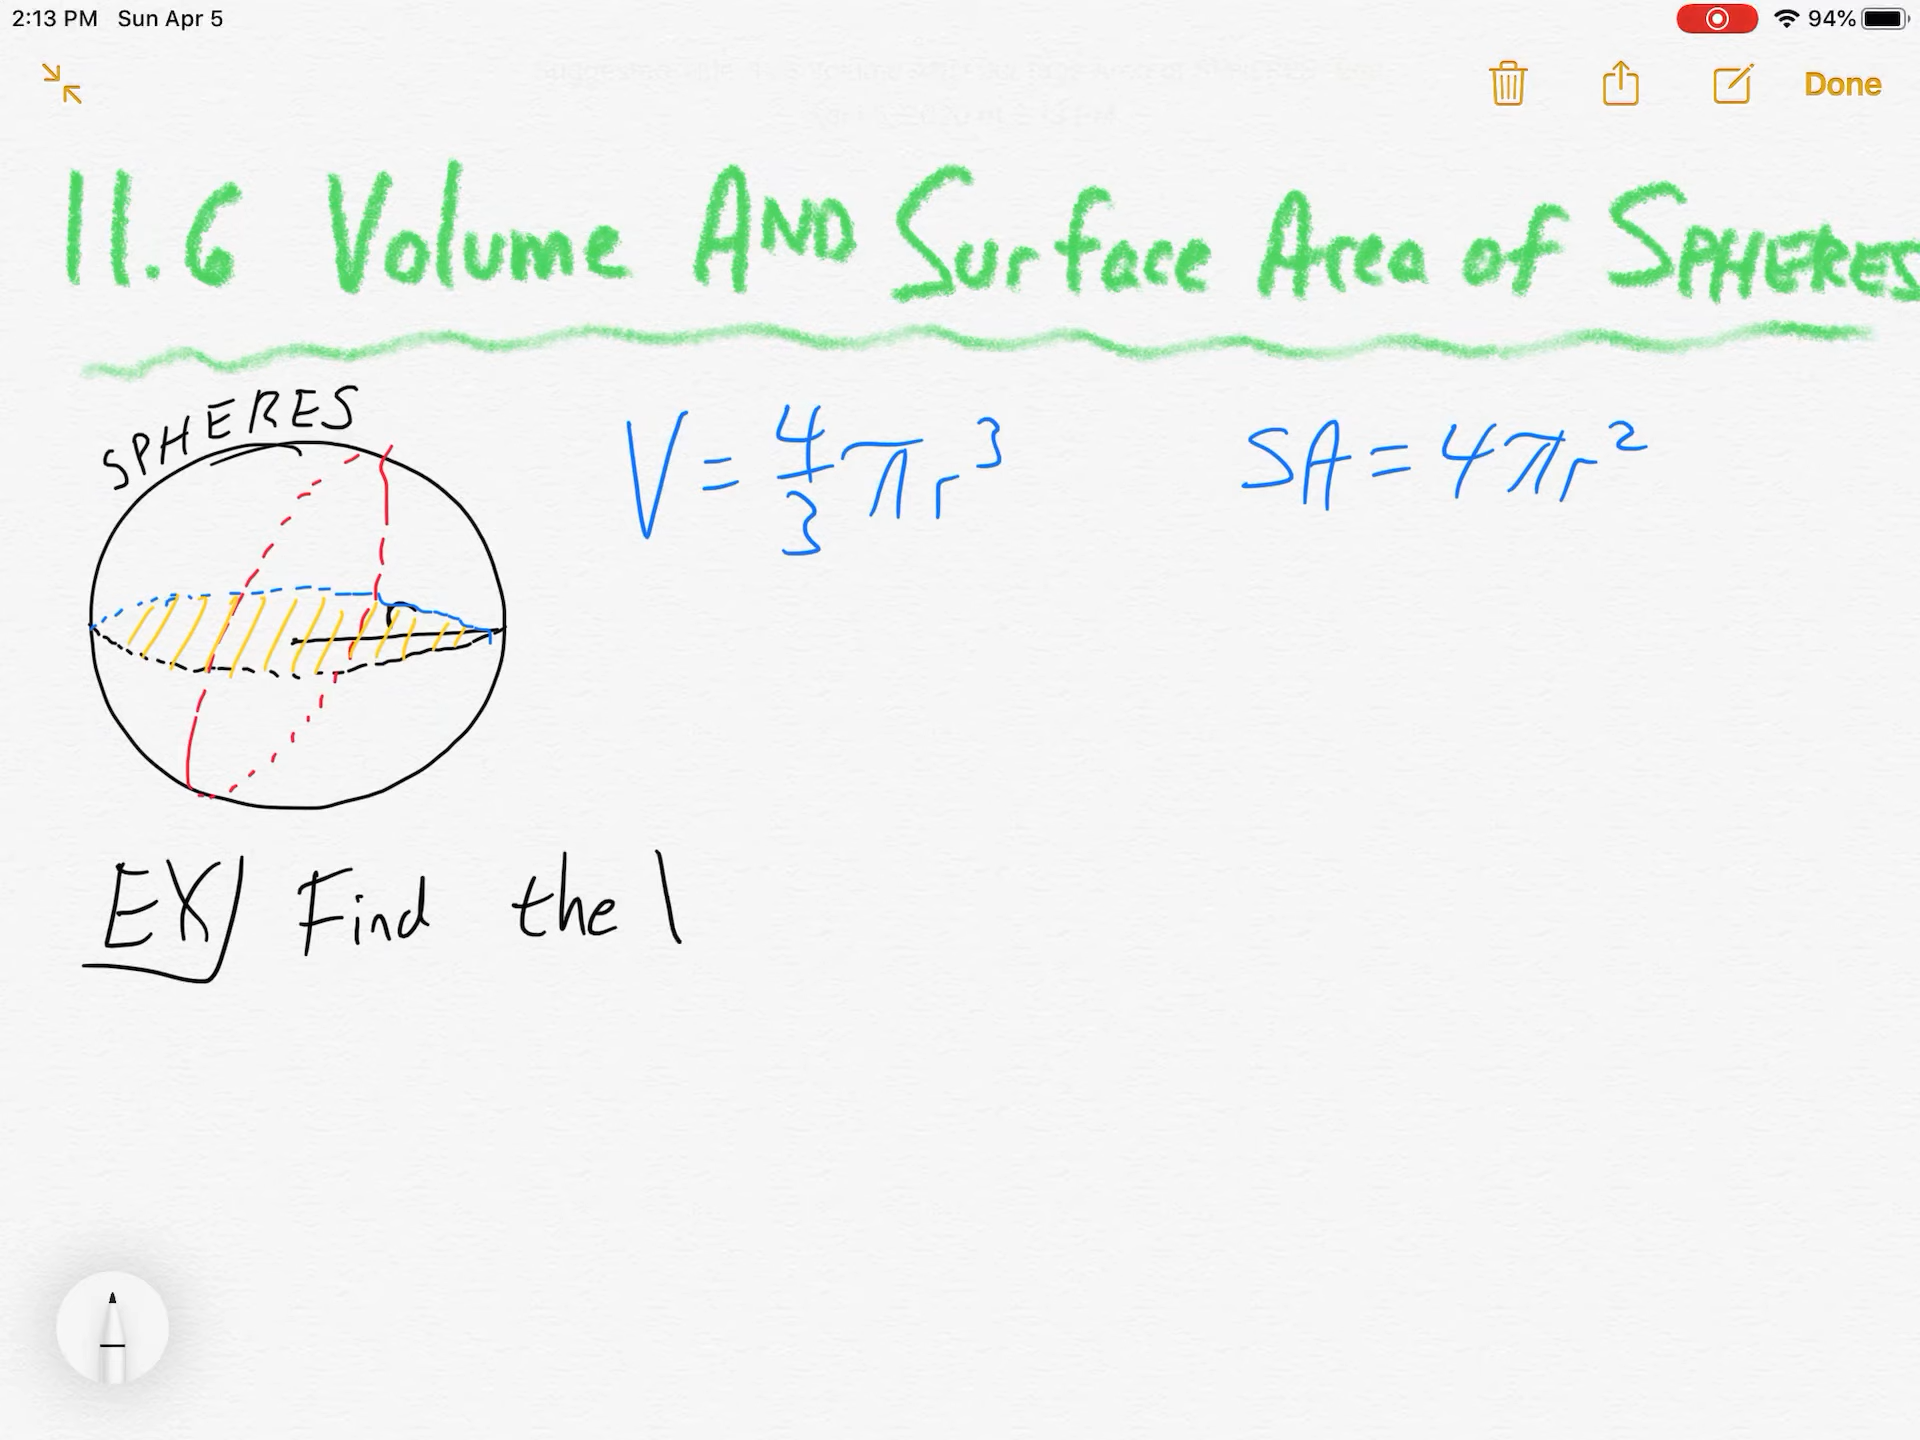 2:13 PM Sun Apr 5 94%
Done
11.6 Volume AND Surface Area of SPHERES
SPHERES
V = 4/3 πr³ SA = 4πr²
EX) Find the \